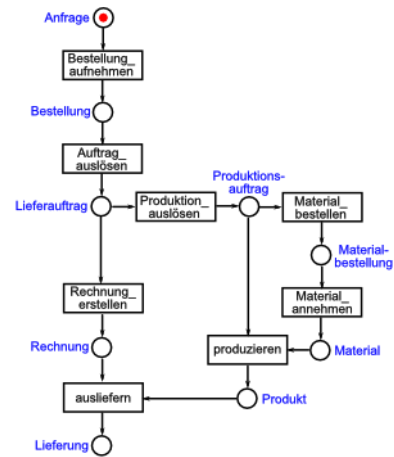 Anfrage
Bestellung_
aufnehmen
Bestellung
Auftrag_
auslösen
Lieferauftrag
Produktion_
auslösen
Produktions-
auftrag
Material_
bestellen
Material-
bestellung
Rechnung_
erstellen
Material_
annehmen
Rechnung
produzieren
Material
ausliefern
Produkt
Lieferung